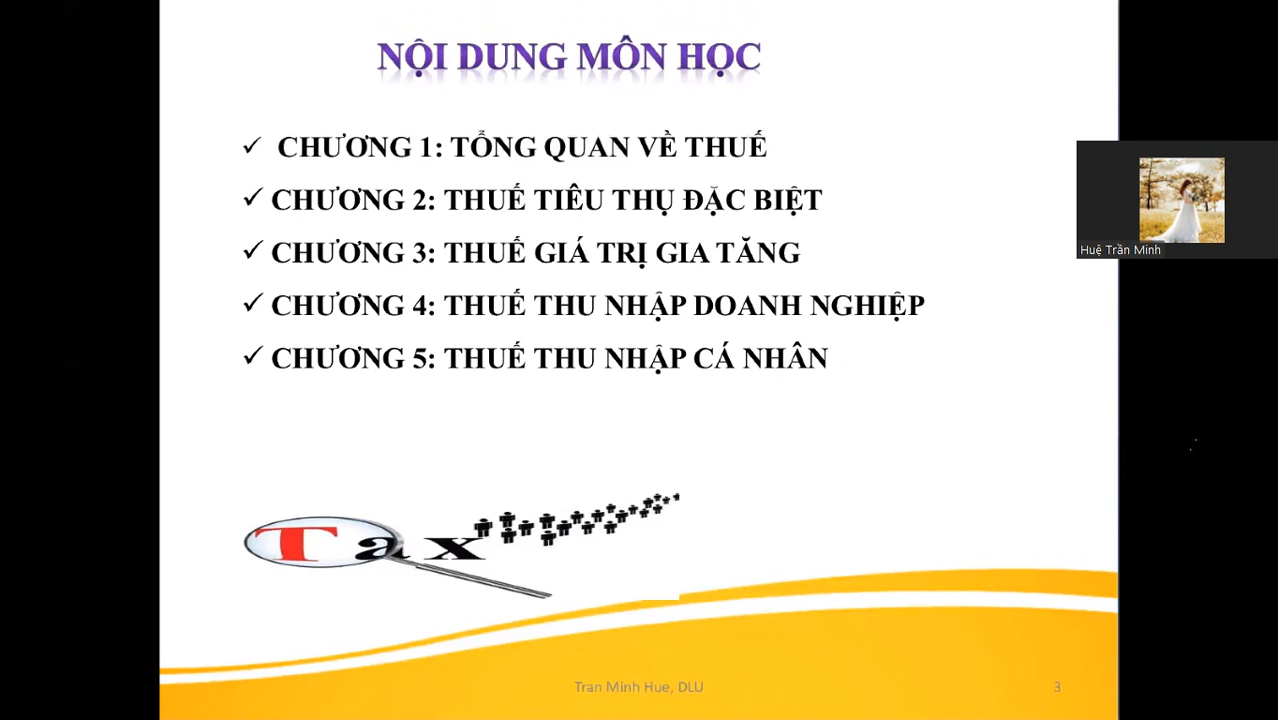 NỘI DUNG MÔN HỌC
CHƯƠNG 1: TỔNG QUAN VỀ THUẾ
CHƯƠNG 2: THUẾ TIÊU THỤ ĐẶC BIỆT
CHƯƠNG 3: THUẾ GIÁ TRỊ GIA TĂNG
CHƯƠNG 4: THUẾ THU NHẬP DOANH NGHIỆP
CHƯƠNG 5: THUẾ THU NHẬP CÁ NHÂN
Huệ Trần Minh
Tax
Tran Minh Hue, DLU
3